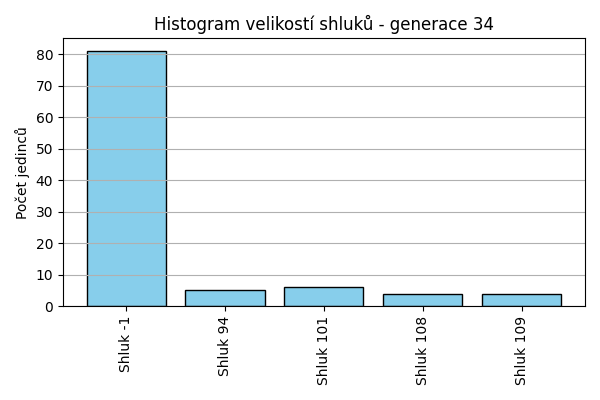 Histogram velikostí shluků - generace 34
Počet jedinců
80
70
60
50
40
30
20
10
0
Shluk -1
Shluk 94
Shluk 101
Shluk 108
Shluk 109